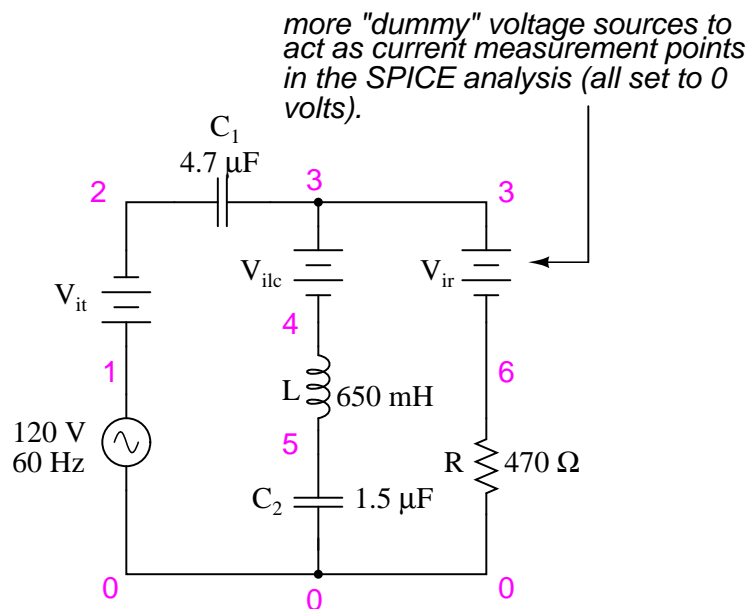 more "dummy" voltage sources to
act as current measurement points
in the SPICE analysis (all set to 0
volts).
C1
4.7 μF
2
3
3
Vit
Vilc
Vir
4
1
6
L
650 mH
120 V
60 Hz
5
R
470 Ω
C2
1.5 μF
0
0
0